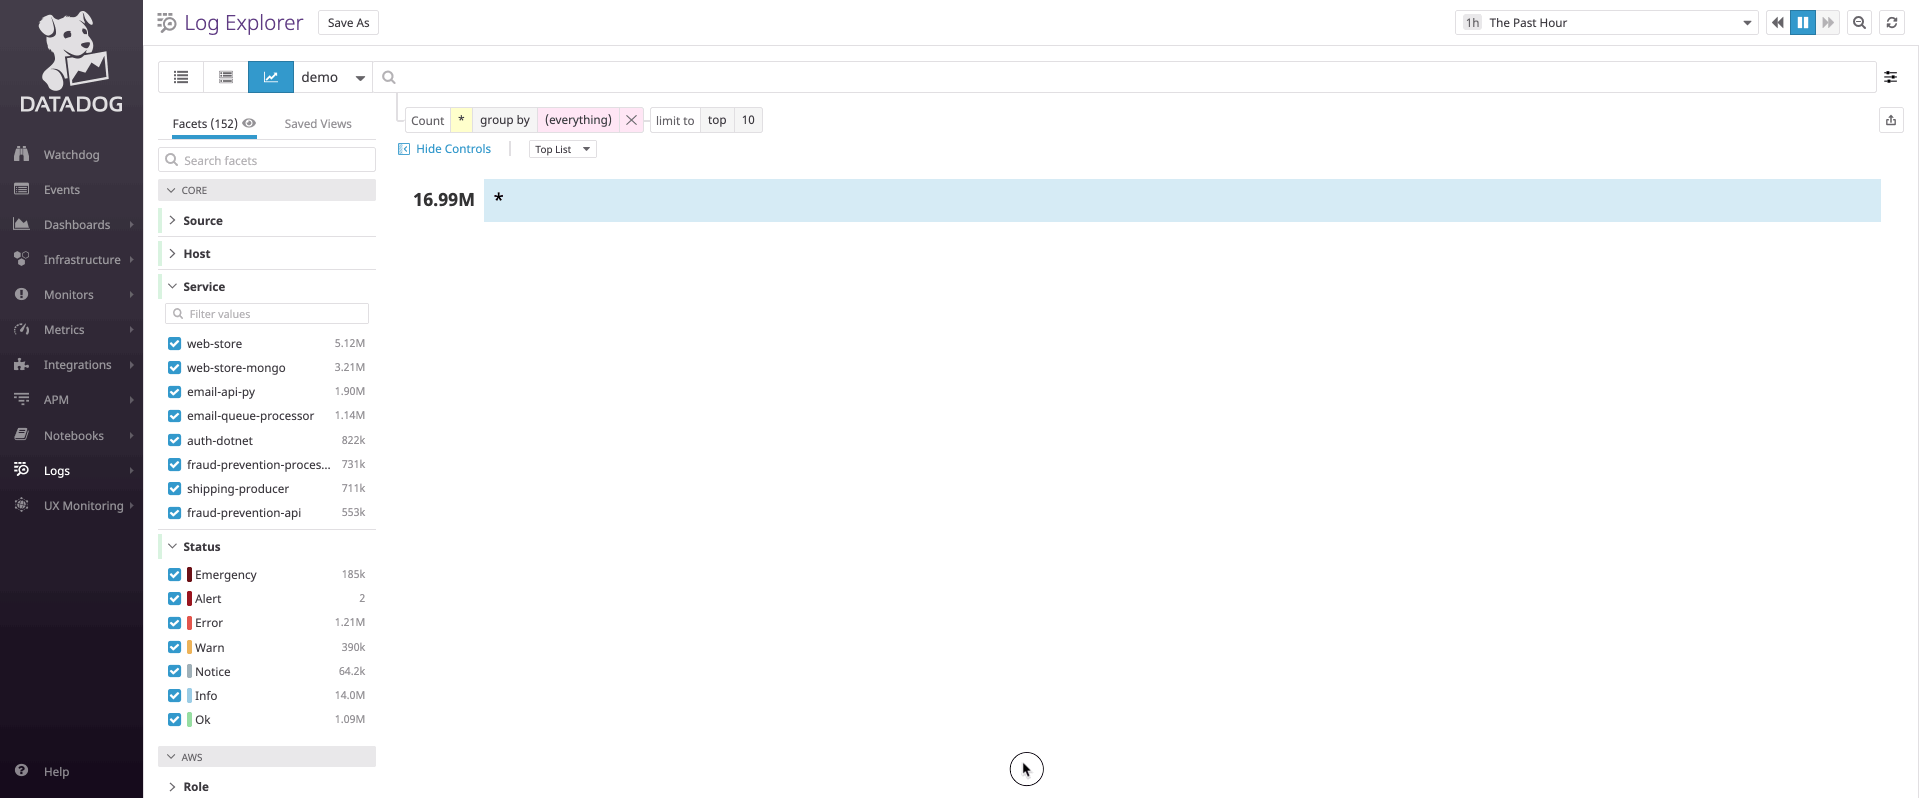 DATADOG
Watchdog
Events
Dashboards
Infrastructure
Monitors
Metrics
Integrations
APM
Notebooks
Logs
UX Monitoring
Help
Log Explorer
Save As
1h The Past Hour
demo
Facets (152)
Saved Views
Search facets
CORE
Source
Host
Service
Filter values
web-store 5.12M
web-store-mongo 3.21M
email-api-py 1.90M
email-queue-processor 1.14M
auth-dotnet 822k
fraud-prevention-proces... 731k
shipping-producer 711k
fraud-prevention-api 553k
Status
Emergency 185k
Alert 2
Error 1.21M
Warn 390k
Notice 64.2k
Info 14.0M
Ok 1.09M
AWS
Role
Count * group by (everything) limit to top 10
Hide Controls
Top List
16.99M *